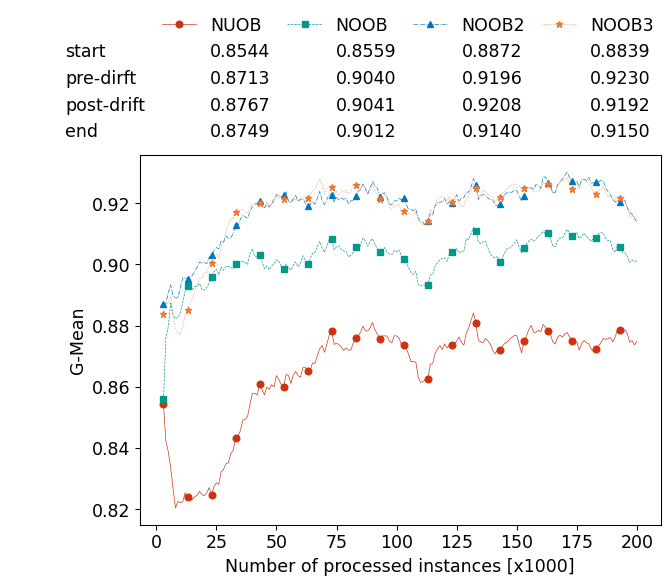 NUOB NOOB NOOB2 NOOB3
start 0.8544 0.8559 0.8872 0.8839
pre-dirft 0.8713 0.9040 0.9196 0.9230
post-drift 0.8767 0.9041 0.9208 0.9192
end 0.8749 0.9012 0.9140 0.9150
G-Mean
0.92
0.90
0.88
0.86
0.84
0.82
0 25 50 75 100 125 150 175 200
Number of processed instances [x1000]